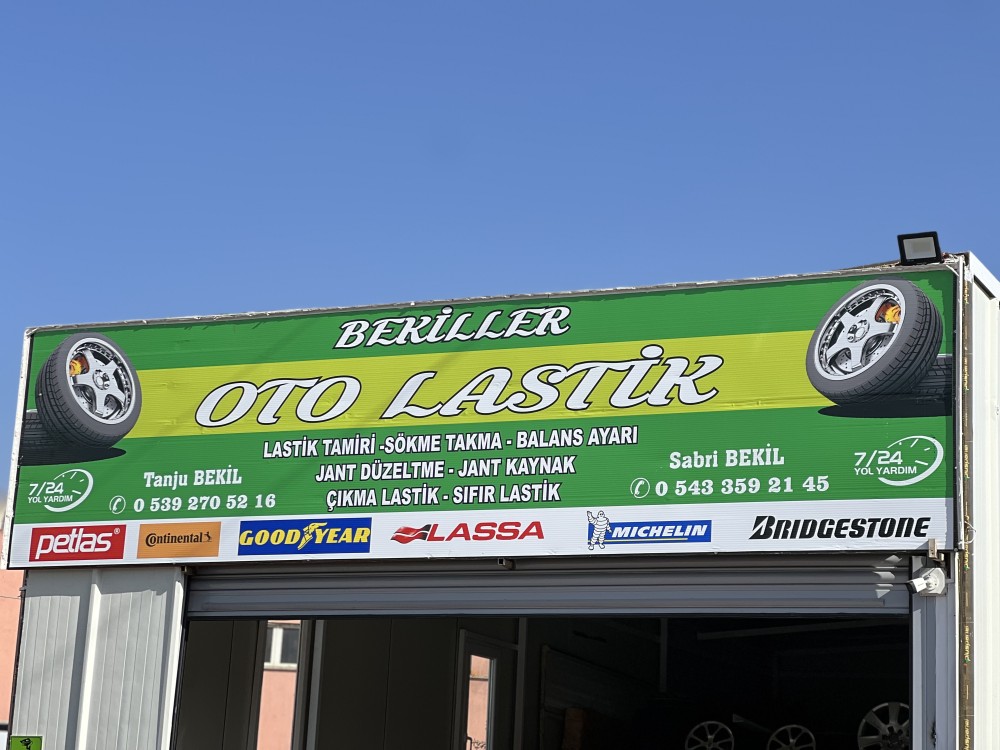 BEKİLLER
OTO LASTİK
LASTİK TAMİRİ -SÖKME TAKMA - BALANS AYARI
JANT DÜZELTME - JANT KAYNAK
ÇIKMA LASTİK - SIFIR LASTİK
7/24
YOL YARDIM
Tanju BEKİL
0 539 270 52 16
Sabri BEKİL
0 543 359 21 45
7/24
YOL YARDIM
petlas®
Continental
GOODYEAR
LASSA
MICHELIN
BRIDGESTONE